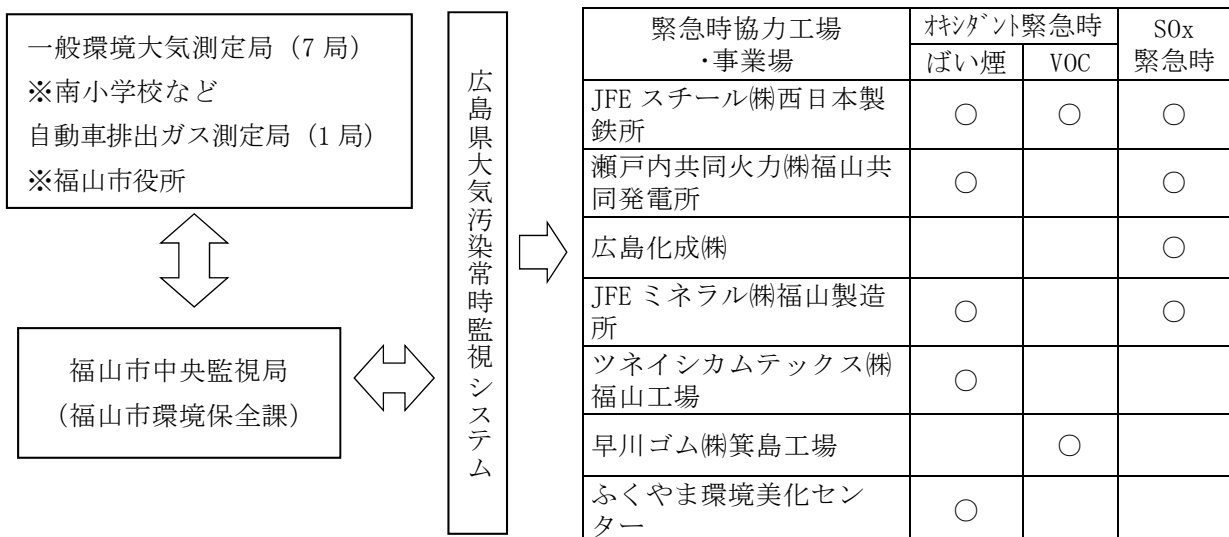 一般環境大気測定局（7局）
※南小学校など
自動車排出ガス測定局（1局）
※福山市役所
福山市中央監視局
（福山市環境保全課）
広島県大気汚染常時監視システム
緊急時協力工場
・事業場
ｵｷｼﾀﾞﾝﾄ緊急時
ばい煙
VOC
SOx
緊急時
JFEスチール㈱西日本製
鉄所
○
○
○
瀬戸内共同火力㈱福山共
同発電所
○
○
広島化成㈱
○
JFEミネラル㈱福山製造
所
○
○
ツネイシカムテックス㈱
福山工場
○
早川ゴム㈱箕島工場
○
ふくやま環境美化セン
ター
○